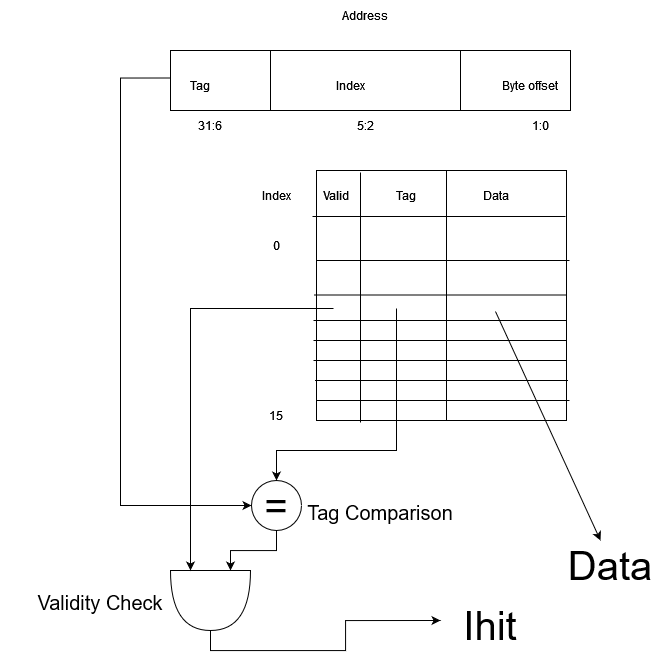 Address
Tag Index Byte offset
31:6 5:2 1:0
Index Valid Tag Data
0
15
= Tag Comparison
Data
Validity Check
Ihit